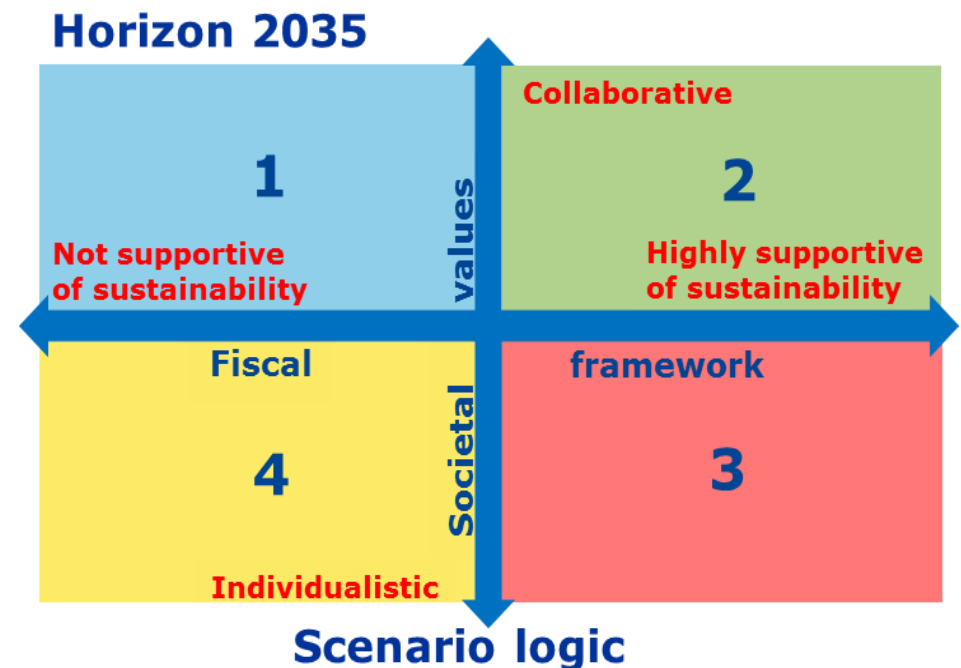 Horizon 2035
Collaborative
1
2
values
Not supportive
of sustainability
Highly supportive
of sustainability
Fiscal
framework
Societal
4
3
Individualistic
Scenario logic